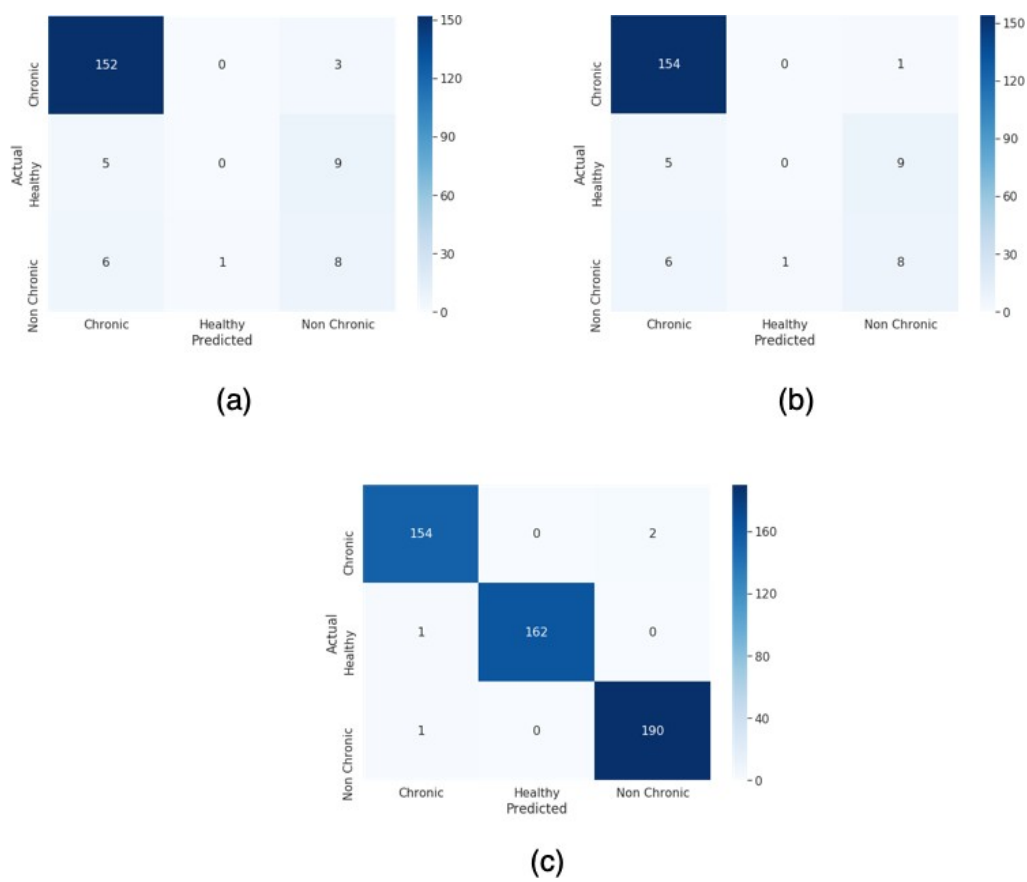 Chronic 152 0 3
Actual
Healthy 5 0 9
Non Chronic 6 1 8
Chronic Healthy Non Chronic
Predicted
150
120
90
60
30
0
(a)
Chronic 154 0 1
Actual
Healthy 5 0 9
Non Chronic 6 1 8
Chronic Healthy Non Chronic
Predicted
150
120
90
60
30
0
(b)
Chronic 154 0 2
Actual
Healthy 1 162 0
Non Chronic 1 0 190
Chronic Healthy Non Chronic
Predicted
160
120
80
40
0
(c)